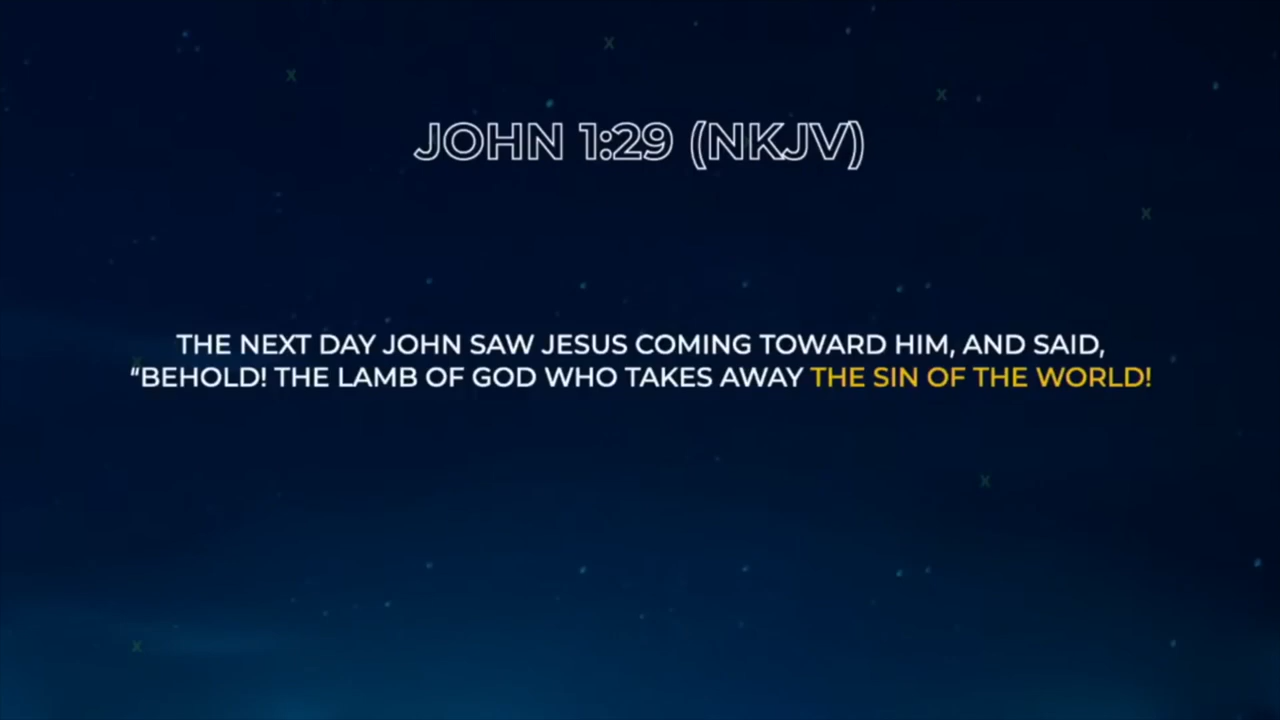 JOHN 1:29 (NKJV)
THE NEXT DAY JOHN SAW JESUS COMING TOWARD HIM, AND SAID,
“BEHOLD! THE LAMB OF GOD WHO TAKES AWAY THE SIN OF THE WORLD!